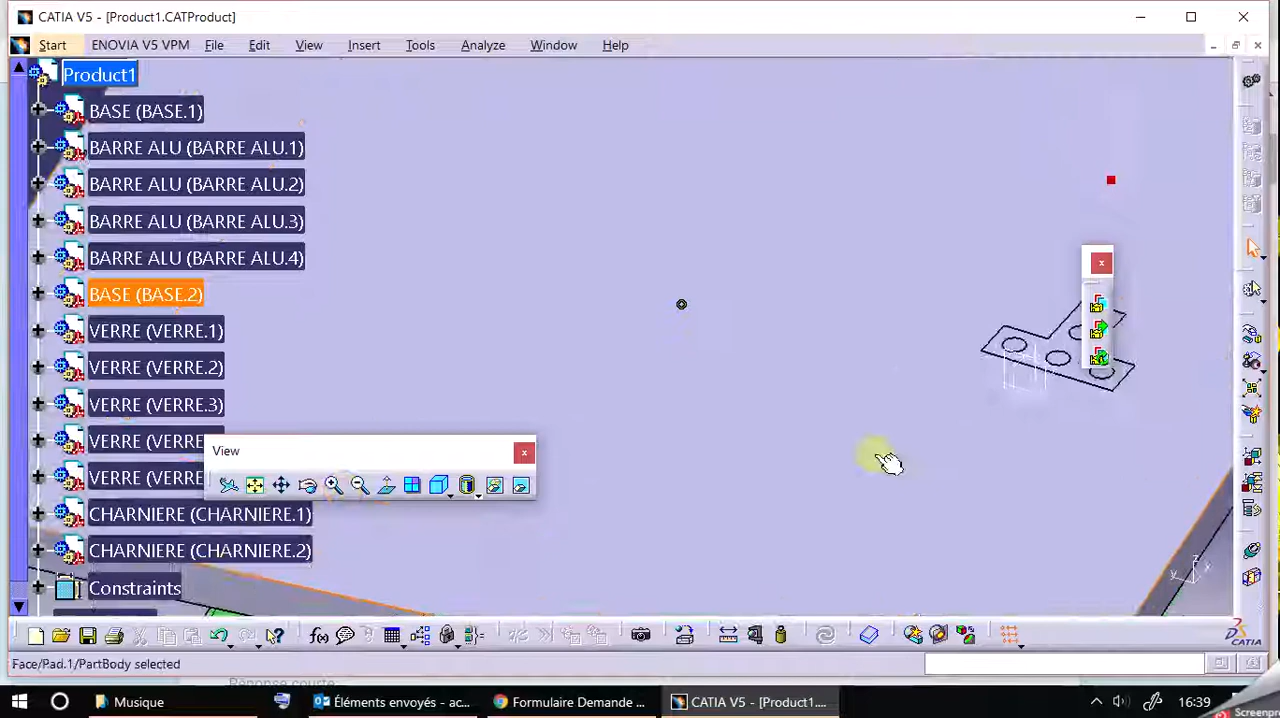 CATIA V5 - [Product1.CATProduct]
Start ENOVIA V5 VPM File Edit View Insert Tools Analyze Window Help
Product1
BASE (BASE.1)
BARRE ALU (BARRE ALU.1)
BARRE ALU (BARRE ALU.2)
BARRE ALU (BARRE ALU.3)
BARRE ALU (BARRE ALU.4)
BASE (BASE.2)
VERRE (VERRE.1)
VERRE (VERRE.2)
VERRE (VERRE.3)
VERRE (VERRE
View
VERRE (VERRE
CHARNIERE (CHARNIERE.1)
CHARNIERE (CHARNIERE.2)
Constraints
z
y x
CATIA
Face/Pad.1/PartBody selected
Réponse courte
Musique
Éléments envoyés - ac...
Formulaire Demande ...
CATIA V5 - [Product1....
16:39
Screenpr